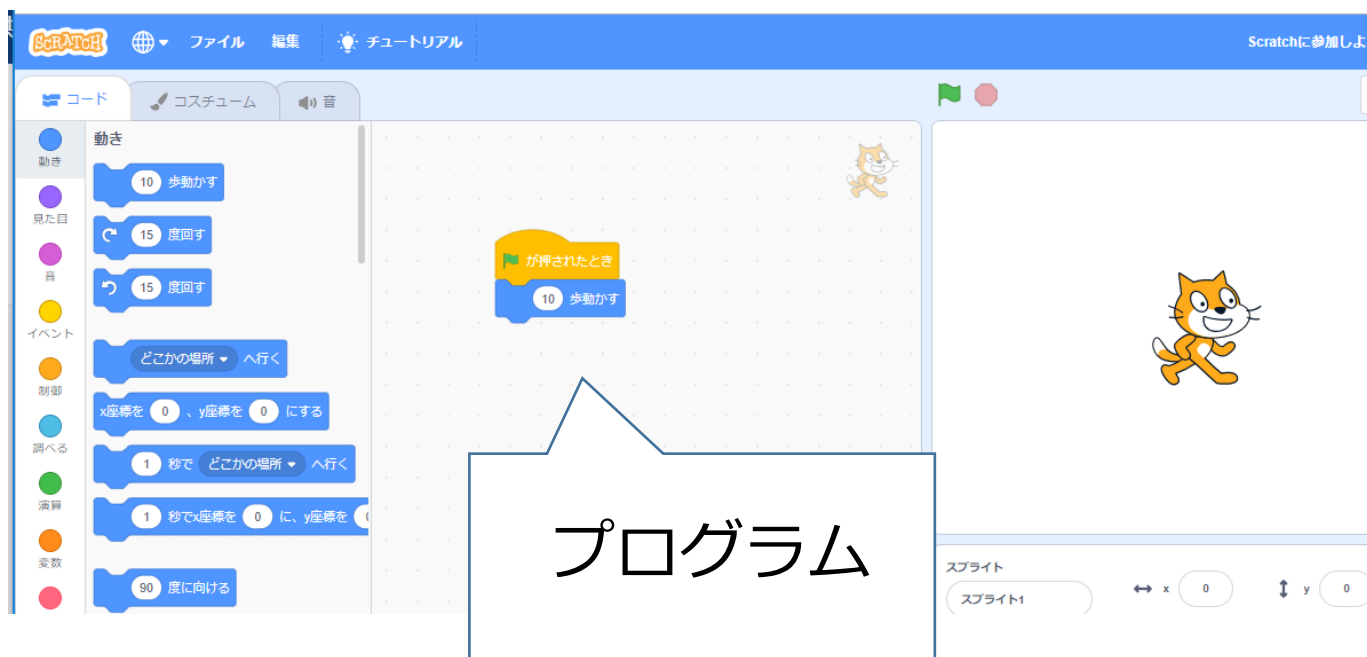 SCRATCH ファイル 編集 チュートリアル Scratchに参加しよ
コード コスチューム 音
動き
見た目
音
イベント
制御
調べる
演算
変数
動き
10 歩動かす
15 度回す
15 度回す
どこかの場所 へ行く
x座標を 0 、y座標を 0 にする
1 秒で どこかの場所 へ行く
1 秒でx座標を 0 に、y座標を
90 度に向ける
が押されたとき
10 歩動かす
プログラム
スプライト
スプライト1 x 0 y 0